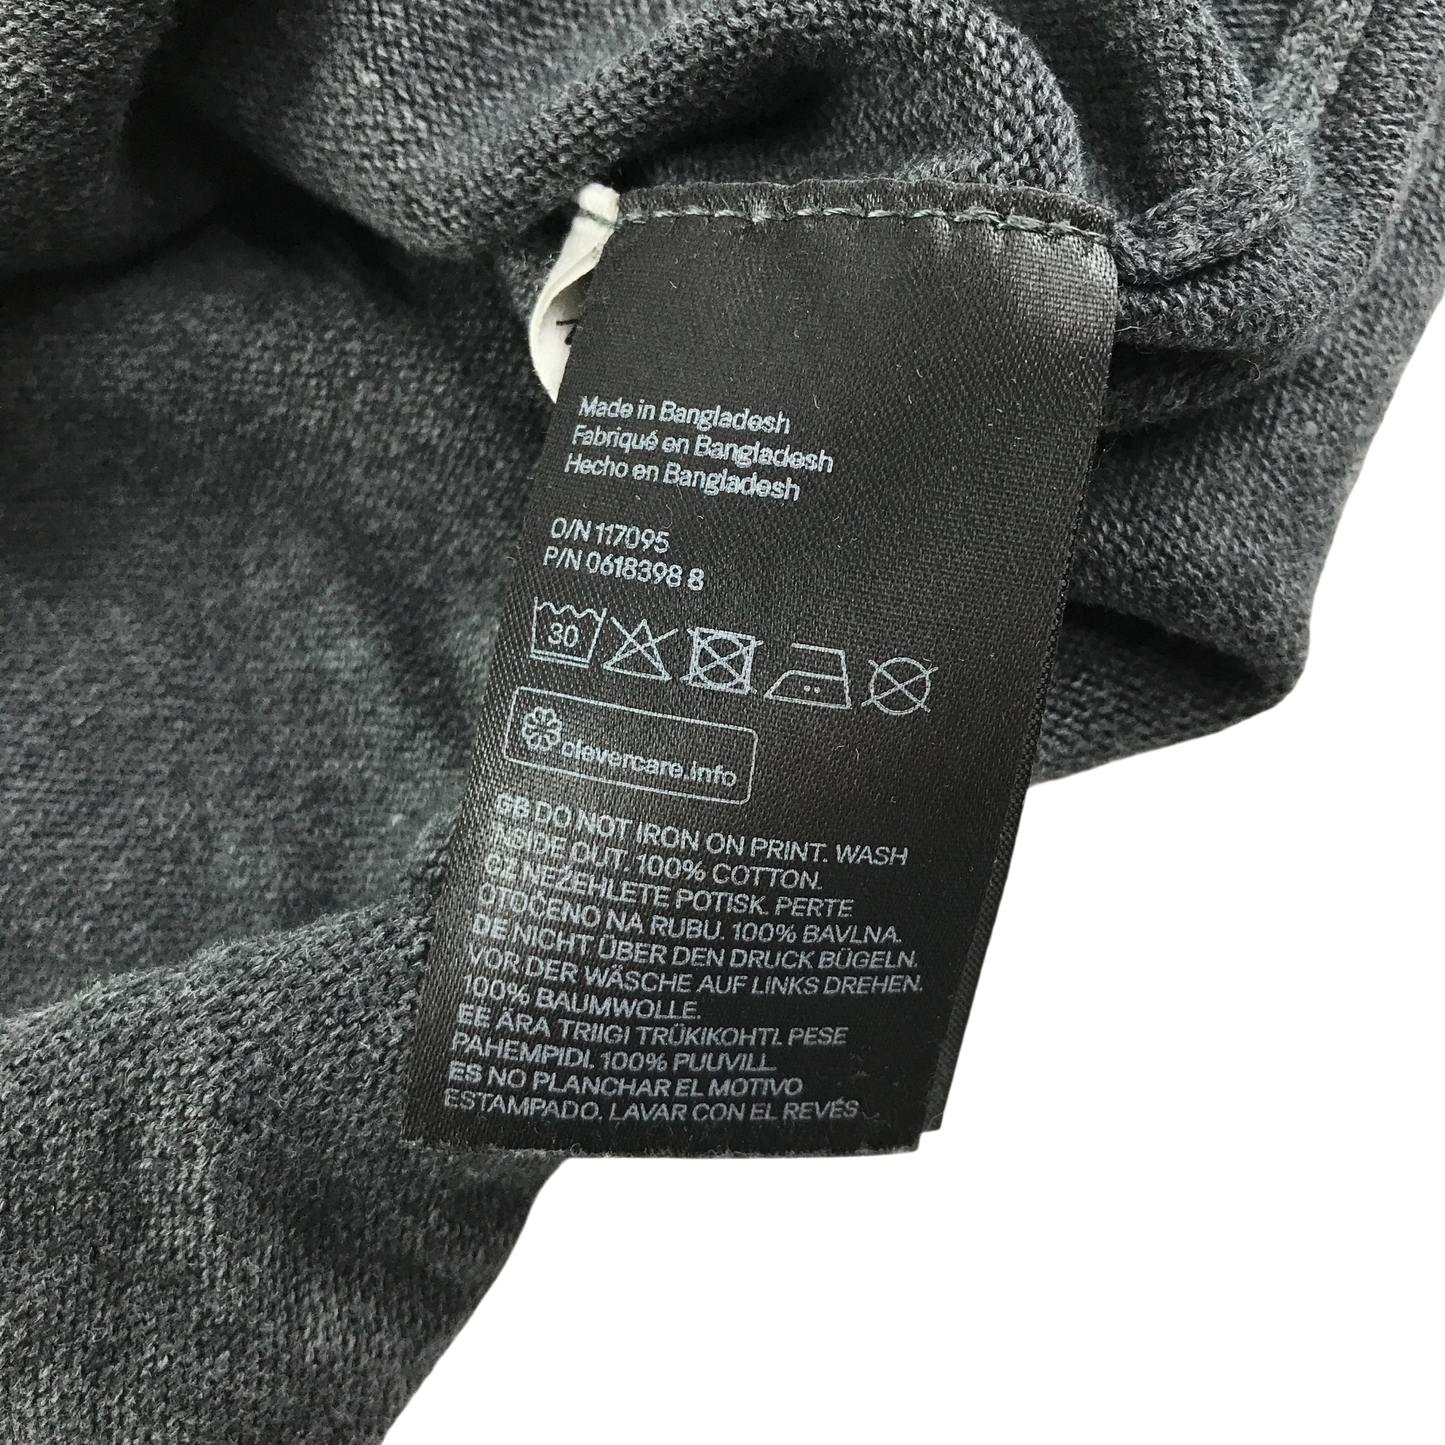 Made in Bangladesh
Fabriqué en Bangladesh
Hecho en Bangladesh
O/N 117095
P/N 0618398 8
30
clevercare.info
GB DO NOT IRON ON PRINT. WASH
INSIDE OUT. 100% COTTON.
CZ NEŽEHLETE POTISK. PERTE
OTOČENO NA RUBU. 100% BAVLNA.
DE NICHT ÜBER DEN DRUCK BÜGELN.
VOR DER WÄSCHE AUF LINKS DREHEN.
100% BAUMWOLLE.
EE ÄRA TRIIGI TRÜKIKOHTI. PESE
PAHEMPIDI. 100% PUUVILL
ES NO PLANCHAR EL MOTIVO
ESTAMPADO. LAVAR CON EL REVÉS